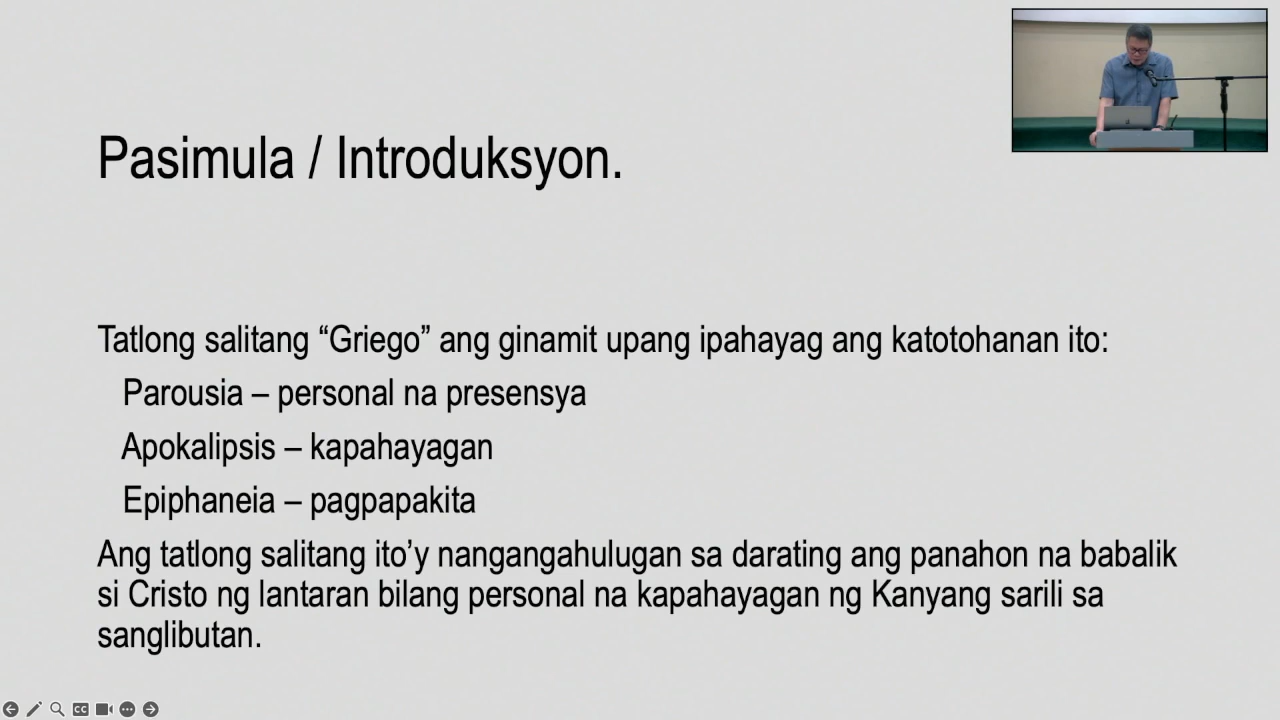 Pasimula / Introduksyon.
Tatlong salitang “Griego” ang ginamit upang ipahayag ang katotohanan ito:
Parousia – personal na presensya
Apokalipsis – kapahayagan
Epiphaneia – pagpapakita
Ang tatlong salitang ito’y nangangahulugan sa darating ang panahon na babalik
si Cristo ng lantaran bilang personal na kapahayagan ng Kanyang sarili sa
sanglibutan.
CC